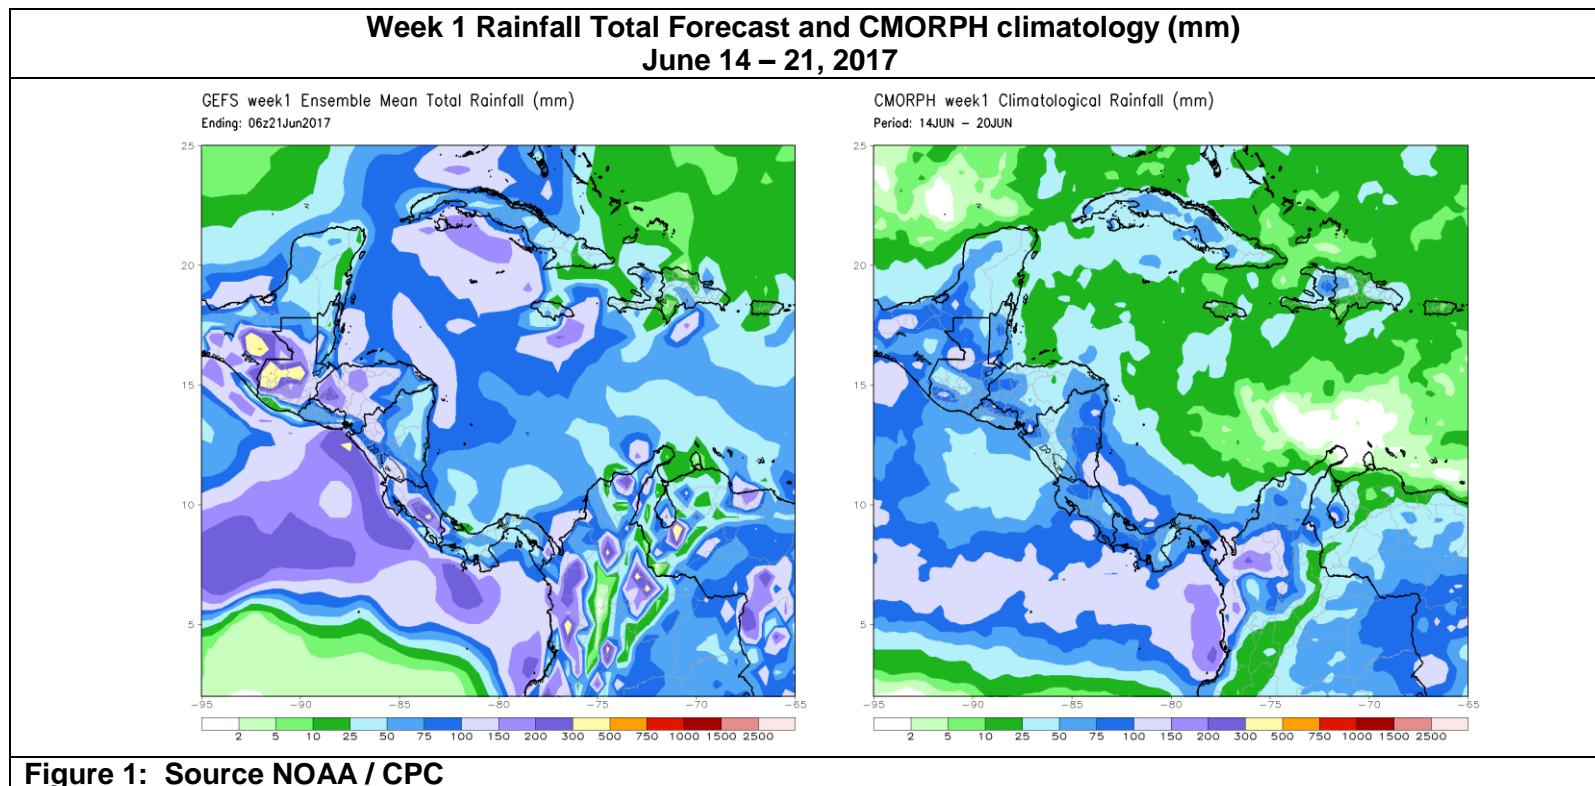 Week 1 Rainfall Total Forecast and CMORPH climatology (mm)
June 14 – 21, 2017
GEFS week1 Ensemble Mean Total Rainfall (mm)
Ending: 06z21Jun2017
25
20
15
10
5
-95 -90 -85 -80 -75 -70 -65
2 5 10 25 50 75 100 150 200 300 500 750 1000 1500 2500
CMORPH week1 Climatological Rainfall (mm)
Period: 14JUN – 20JUN
25
20
15
10
5
-95 -90 -85 -80 -75 -70 -65
2 5 10 25 50 75 100 150 200 300 500 750 1000 1500 2500
Figure 1: Source NOAA / CPC